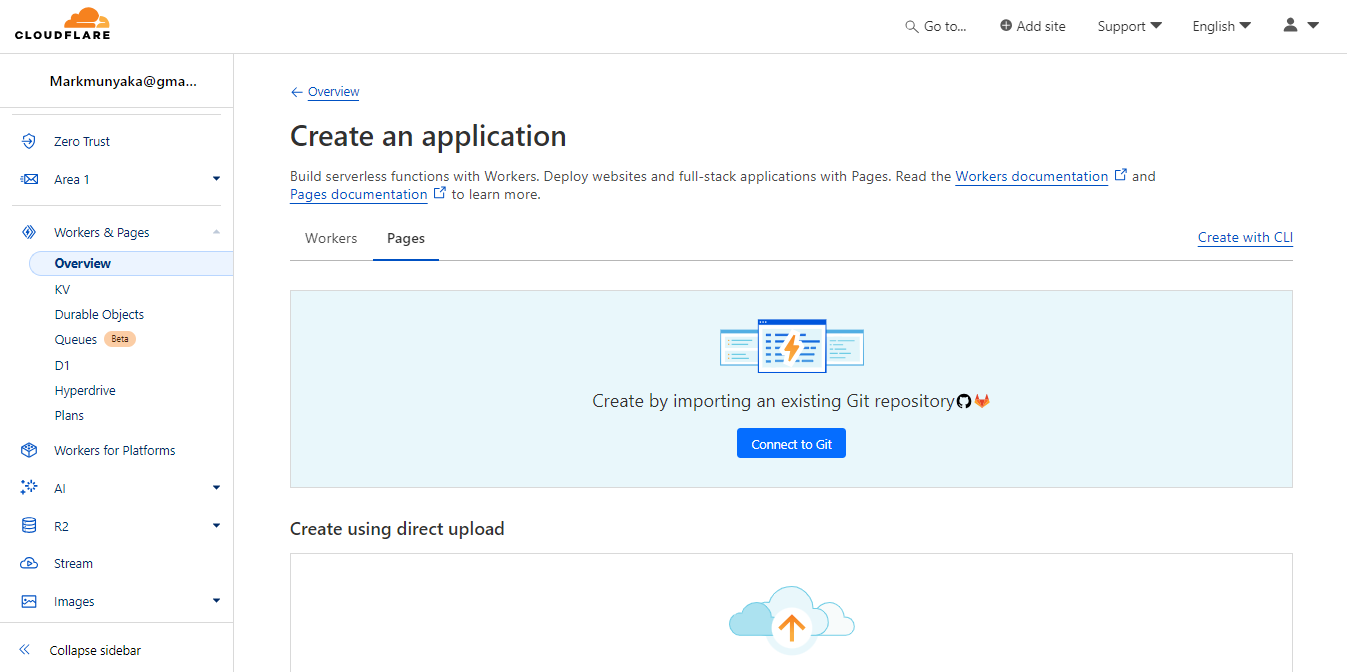 CLOUDFLARE
Go to...
Add site
Support
English
Markmunyaka@gma...
Zero Trust
Area 1
Workers & Pages
Overview
KV
Durable Objects
Queues Beta
D1
Hyperdrive
Plans
Workers for Platforms
AI
R2
Stream
Images
Collapse sidebar
Overview
Create an application
Build serverless functions with Workers. Deploy websites and full-stack applications with Pages. Read the Workers documentation and
Pages documentation to learn more.
Workers
Pages
Create with CLI
Create by importing an existing Git repository
Connect to Git
Create using direct upload